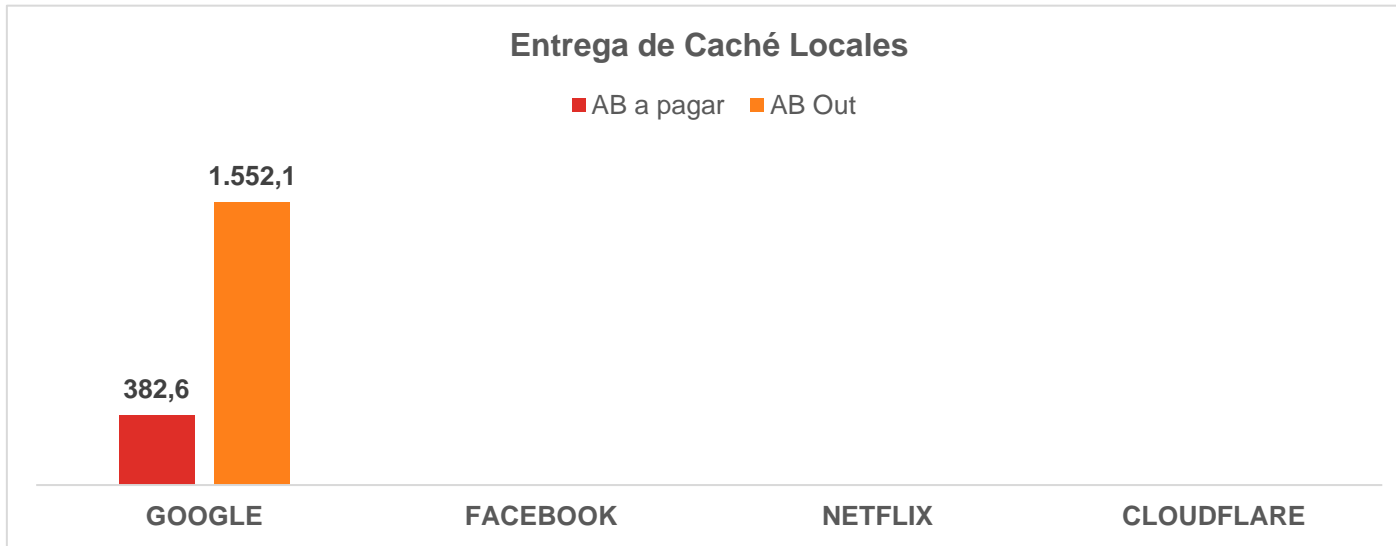 Entrega de Caché Locales
AB a pagar AB Out
1.552,1
382,6
GOOGLE FACEBOOK NETFLIX CLOUDFLARE